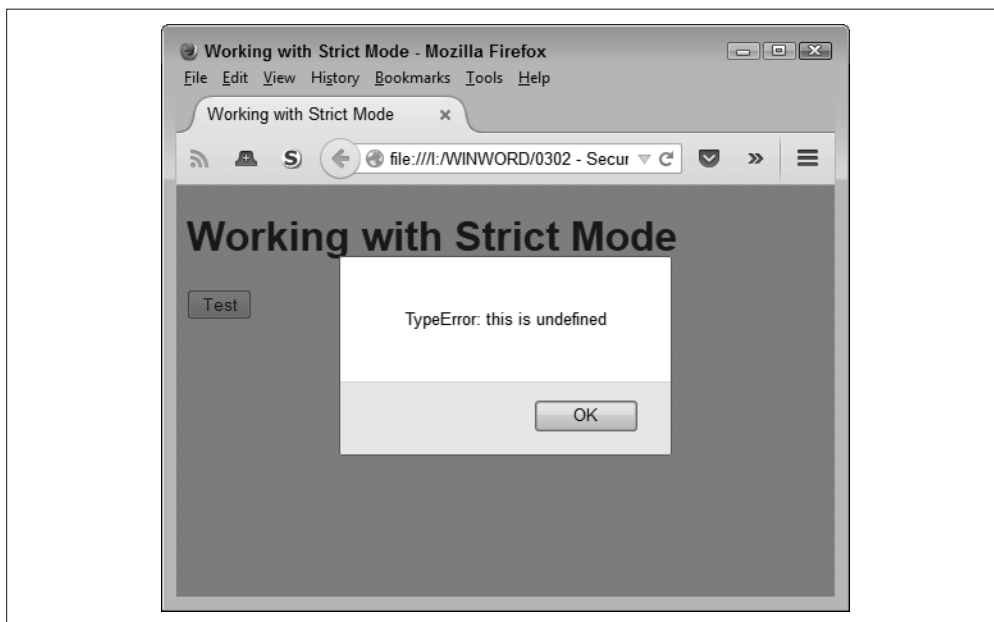 Working with Strict Mode - Mozilla Firefox
File Edit View History Bookmarks Tools Help
Working with Strict Mode ×
S file:///I:/WINWORD/0302 - Secur »
Working with Strict Mode
Test
TypeError: this is undefined
OK